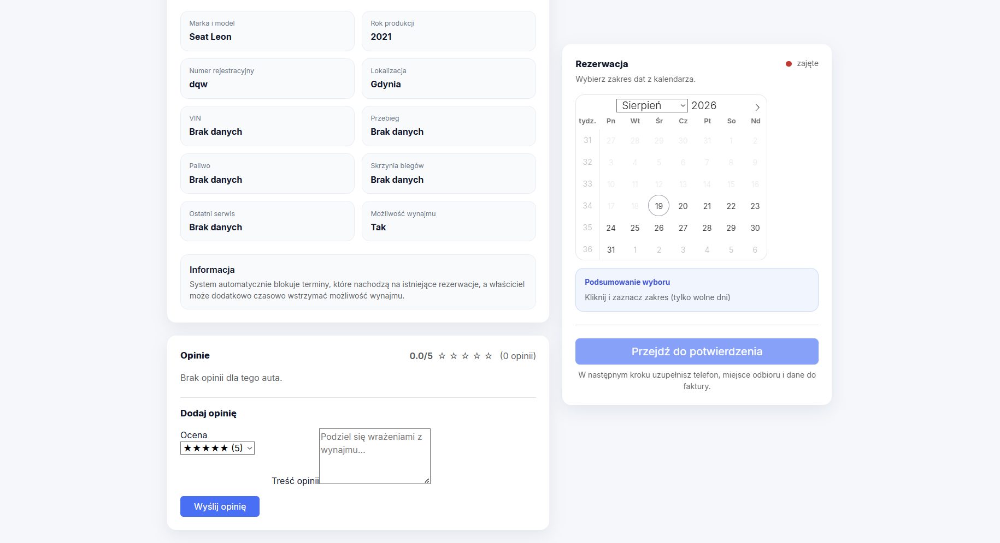 Marka i model
Seat Leon
Rok produkcji
2021
Numer rejestracyjny
dqw
Lokalizacja
Gdynia
VIN
Brak danych
Przebieg
Brak danych
Paliwo
Brak danych
Skrzynia biegów
Brak danych
Ostatni serwis
Brak danych
Możliwość wynajmu
Tak
Informacja
System automatycznie blokuje terminy, które nachodzą na istniejące rezerwacje, a właściciel
może dodatkowo czasowo wstrzymać możliwość wynajmu.
Opinie
0.0/5 ☆ ☆ ☆ ☆ ☆ (0 opinii)
Brak opinii dla tego auta.
Dodaj opinię
Ocena
★★★★★ (5)
Treść opinii
Podziel się wrażeniami z
wynajmu...
Wyślij opinię
Rezerwacja
zajęte
Wybierz zakres dat z kalendarza.
Sierpień 2026
tydz. Pn Wt Śr Cz Pt So Nd
31 27 28 29 30 31 1 2
32 3 4 5 6 7 8 9
33 10 11 12 13 14 15 16
34 17 18 19 20 21 22 23
35 24 25 26 27 28 29 30
36 31 1 2 3 4 5 6
Podsumowanie wyboru
Kliknij i zaznacz zakres (tylko wolne dni)
Przejdź do potwierdzenia
W następnym kroku uzupełnisz telefon, miejsce odbioru i dane do
faktury.